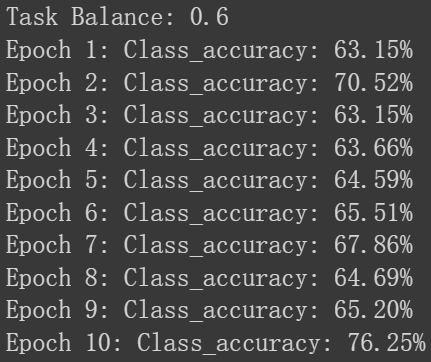 Task Balance: 0.6
Epoch 1: Class_accuracy: 63.15%
Epoch 2: Class_accuracy: 70.52%
Epoch 3: Class_accuracy: 63.15%
Epoch 4: Class_accuracy: 63.66%
Epoch 5: Class_accuracy: 64.59%
Epoch 6: Class_accuracy: 65.51%
Epoch 7: Class_accuracy: 67.86%
Epoch 8: Class_accuracy: 64.69%
Epoch 9: Class_accuracy: 65.20%
Epoch 10: Class_accuracy: 76.25%